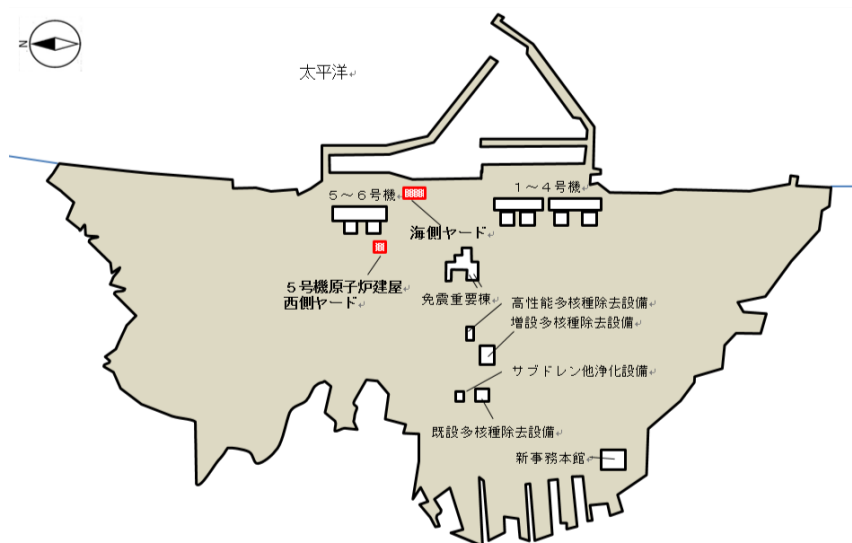 N
太平洋
5～6号機
1～4号機
海側ヤード
5号機原子炉建屋
西側ヤード
免震重要棟
高性能多核種除去設備
増設多核種除去設備
サブドレン他浄化設備
既設多核種除去設備
新事務本館